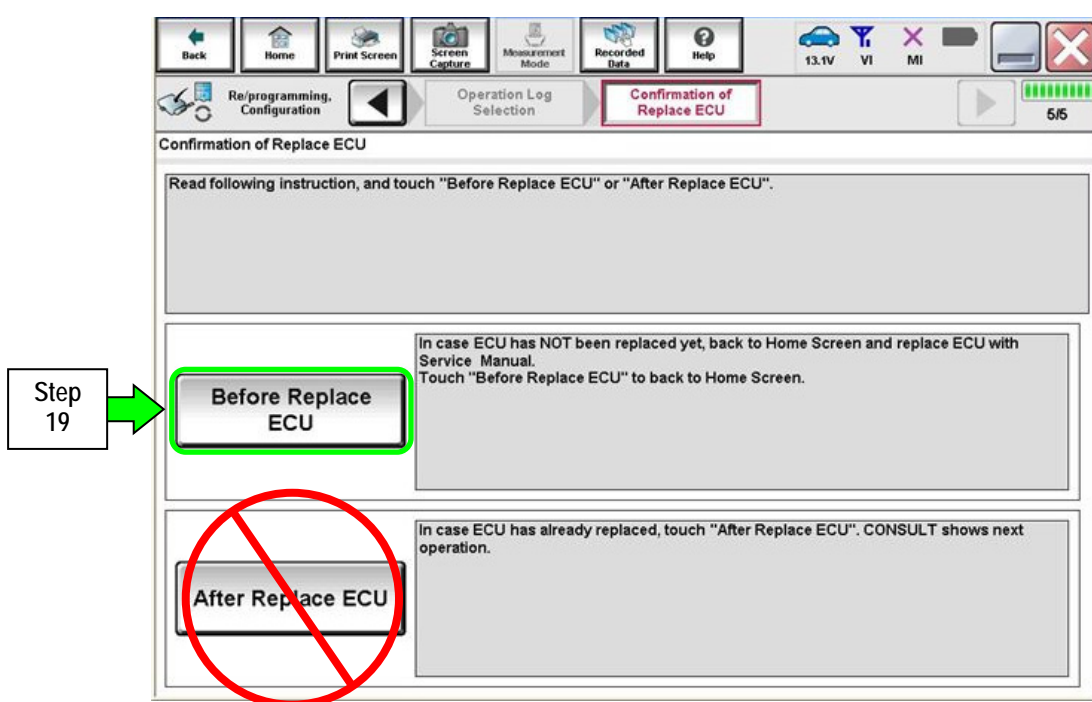 Back
Home
Print Screen
Screen
Capture
Measurement
Mode
Recorded
Data
Help
13.1V
VI
MI
Re/programming,
Configuration
Operation Log
Selection
Confirmation of
Replace ECU
5/5
Confirmation of Replace ECU
Read following instruction, and touch "Before Replace ECU" or "After Replace ECU".
Step
19
Before Replace
ECU
In case ECU has NOT been replaced yet, back to Home Screen and replace ECU with
Service Manual.
Touch "Before Replace ECU" to back to Home Screen.
After Replace ECU
In case ECU has already replaced, touch "After Replace ECU". CONSULT shows next
operation.